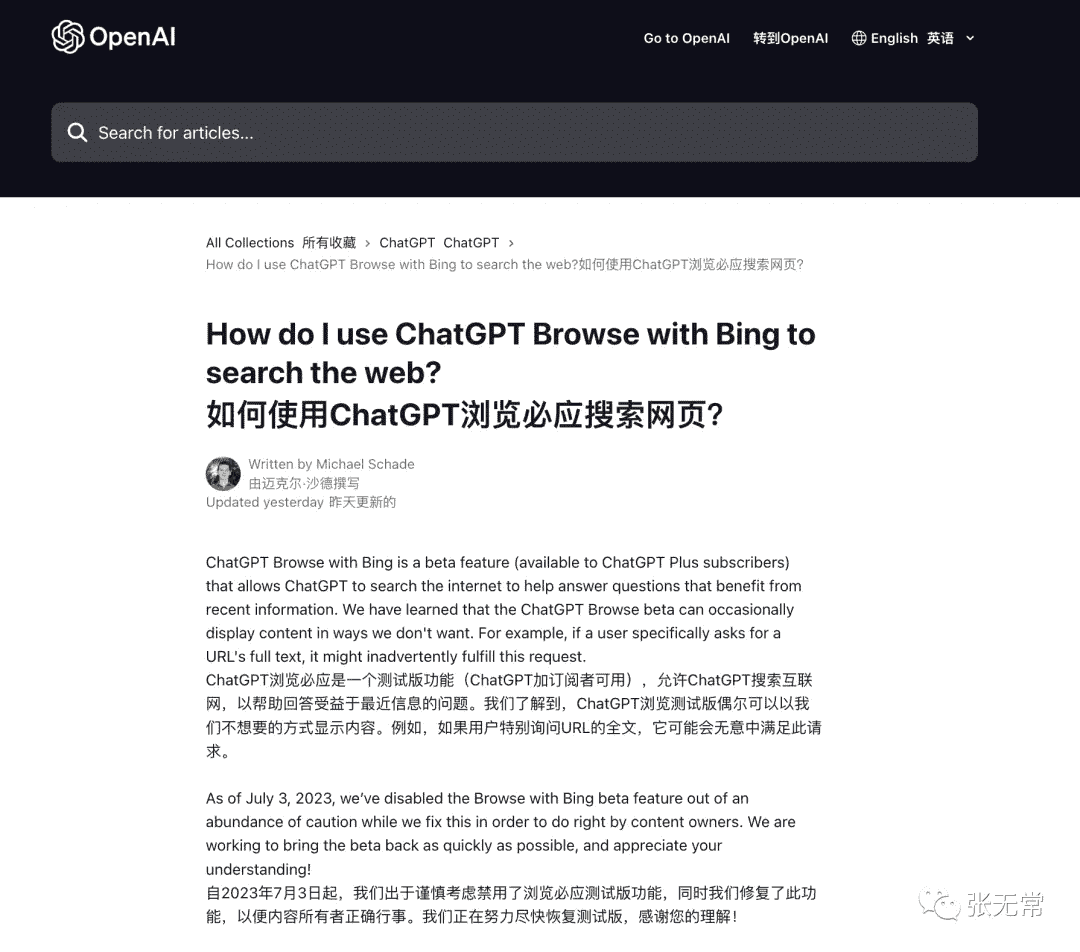 OpenAI
Go to OpenAI 转到OpenAI English 英语
Search for articles...
All Collections 所有收藏 > ChatGPT ChatGPT >
How do I use ChatGPT Browse with Bing to search the web?如何使用ChatGPT浏览必应搜索网页?
How do I use ChatGPT Browse with Bing to
search the web?
如何使用ChatGPT浏览必应搜索网页?
Written by Michael Schade
由迈克尔·沙德撰写
Updated yesterday 昨天更新的
ChatGPT Browse with Bing is a beta feature (available to ChatGPT Plus subscribers)
that allows ChatGPT to search the internet to help answer questions that benefit from
recent information. We have learned that the ChatGPT Browse beta can occasionally
display content in ways we don't want. For example, if a user specifically asks for a
URL's full text, it might inadvertently fulfill this request.
ChatGPT浏览必应是一个测试版功能（ChatGPT加订阅者可用），允许ChatGPT搜索互联
网，以帮助回答受益于最近信息的问题。我们了解到，ChatGPT浏览测试版偶尔可以以我
们不想要的方式显示内容。例如，如果用户特别询问URL的全文，它可能会无意中满足此请
求。
As of July 3, 2023, we’ve disabled the Browse with Bing beta feature out of an
abundance of caution while we fix this in order to do right by content owners. We are
working to bring the beta back as quickly as possible, and appreciate your
understanding!
自2023年7月3日起，我们出于谨慎考虑禁用了浏览必应测试版功能，同时我们修复了此功
能，以便内容所有者正确行事。我们正在努力尽快恢复测试版，感谢您的理解！
张无常